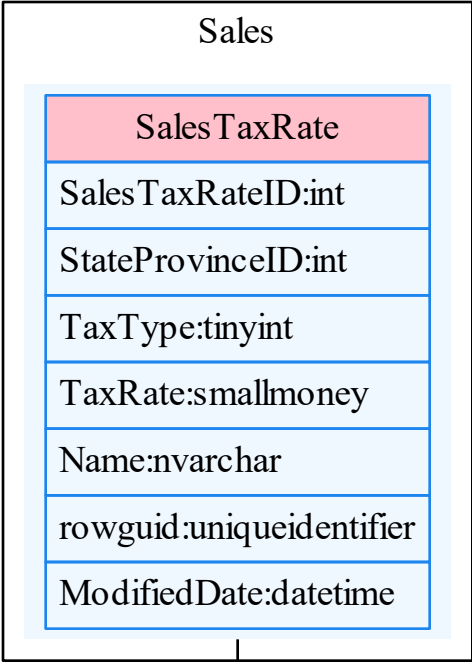 Sales
SalesTaxRate
SalesTaxRateID:int
StateProvinceID:int
TaxType:tinyint
TaxRate:smallmoney
Name:nvarchar
rowguid:uniqueidentifier
ModifiedDate:datetime